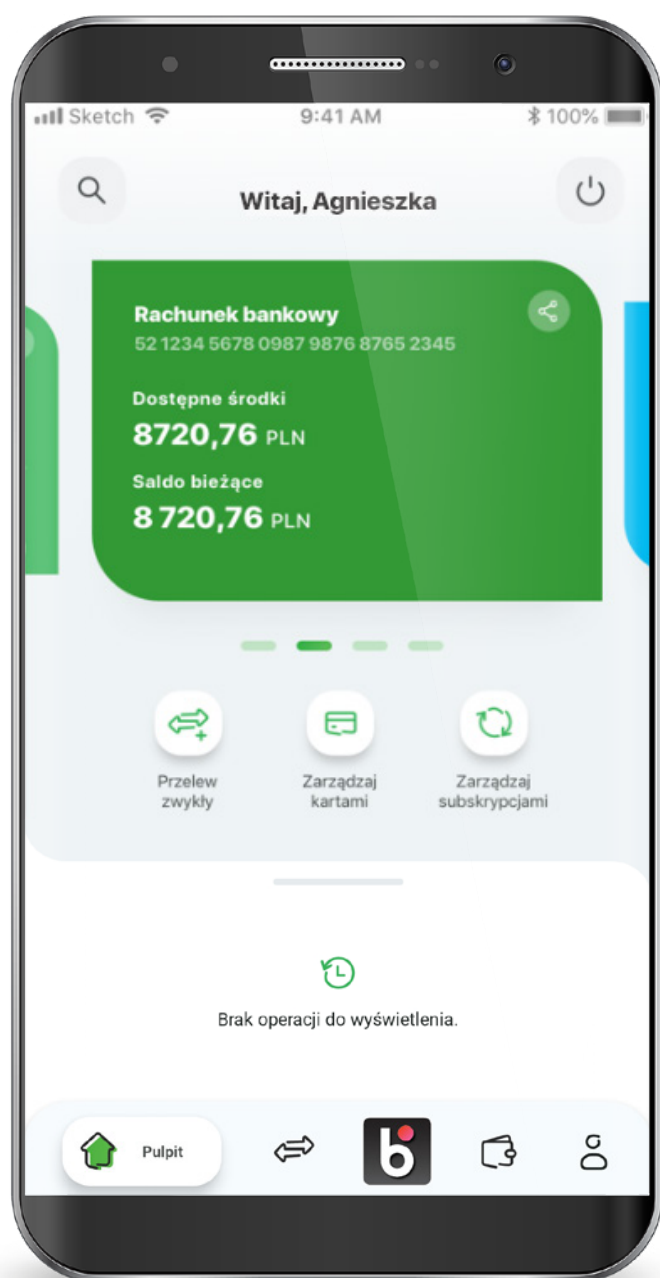 Sketch
9:41 AM
100%
Witaj, Agnieszka
Rachunek bankowy
52 1234 5678 0987 9876 8765 2345
Dostępne środki
8720,76 PLN
Saldo bieżące
8 720,76 PLN
Przelew
zwykły
Zarządzaj
kartami
Zarządzaj
subskrypcjami
Brak operacji do wyświetlenia.
Pulpit
b